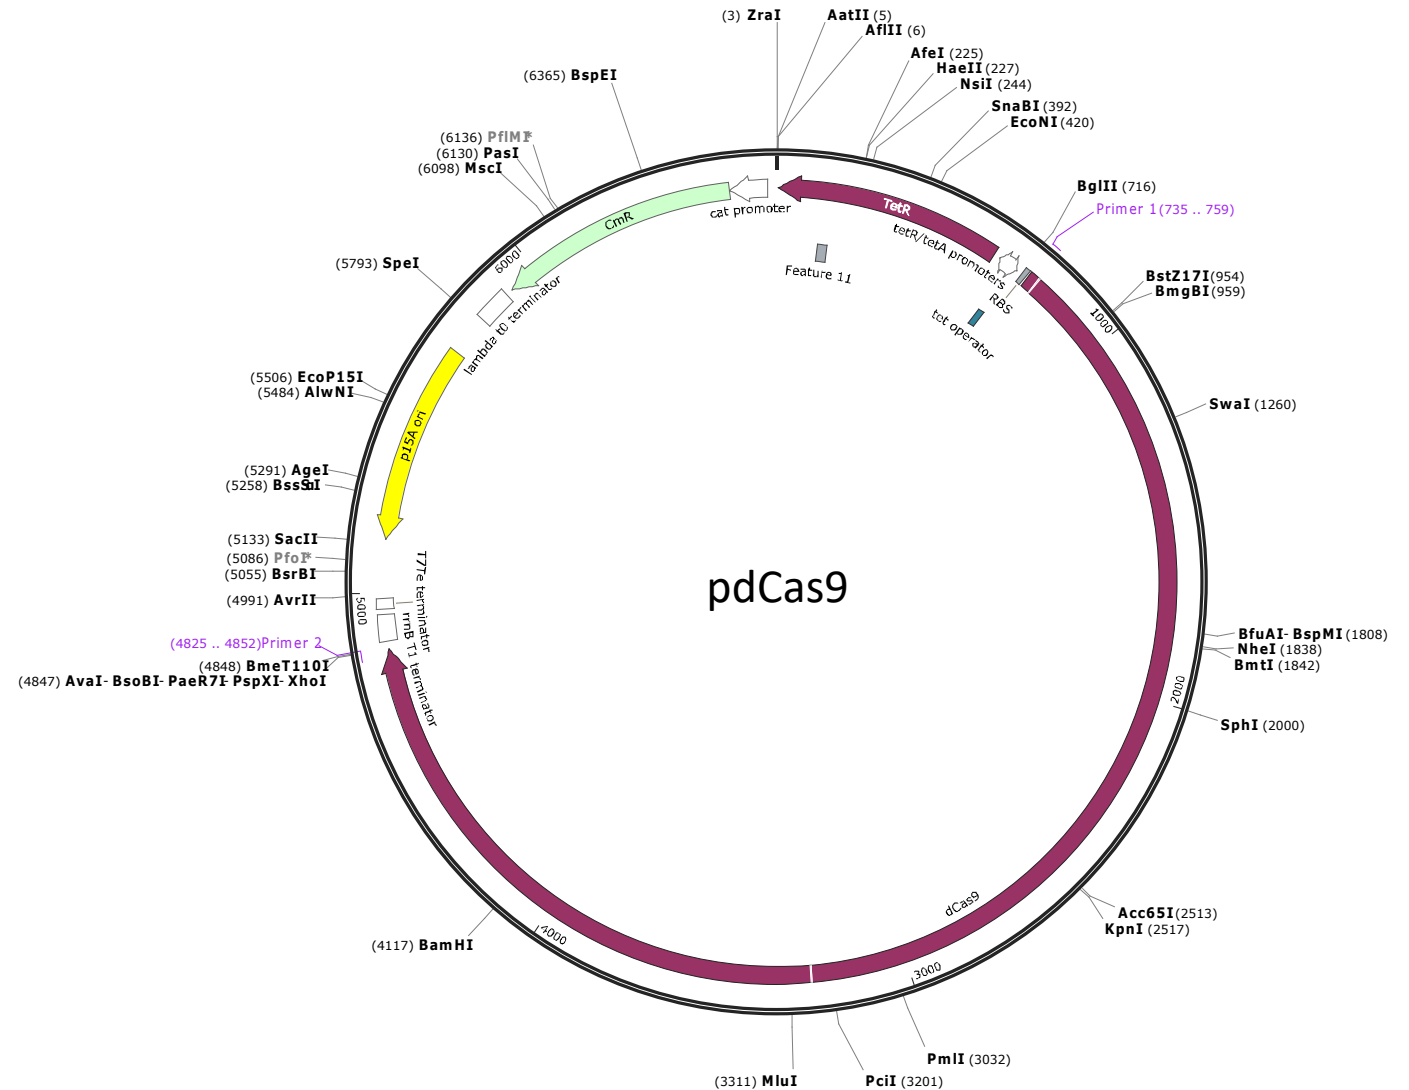 (3) ZraI
AatII (5)
AflII (6)
AfeI (225)
HaeII (227)
NsiI (244)
SnaBI (392)
EcoNI (420)
BglII (716)
Primer 1 (735 .. 759)
BstZ17I (954)
BmgBI (959)
SwaI (1260)
BfuAI - BspMI (1808)
NheI (1838)
BmtI (1842)
SphI (2000)
Acc65I (2513)
KpnI (2517)
PmlI (3032)
PciI (3201)
(3311) MluI
(4117) BamHI
(4847) AvaI - BsoBI - PaeR7I - PspXI - XhoI
(4848) BmeT110I
(4825 .. 4852) Primer 2
(4991) AvrII
(5055) BsrBI
(5086) PfoI*
(5133) SacII
(5291) AgeI
(5484) AlwNI
(5506) EcoP15I
(5793) SpeI
(6098) MscI
(6130) PasI
(6136) PflMI*
(6365) BspEI
TetR
tetR/tetA promoters
RBS
tet operator
Feature 11
cat promoter
CmR
lambda t0 terminator
p15A ori
T7Te terminator
rrnB T1 terminator
dCas9
1000
2000
3000
4000
5000
6000
pdCas9